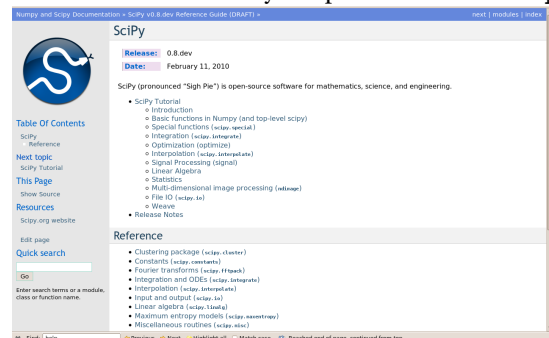 Numpy and Scipy Documentation » SciPy v0.8.dev Reference Guide (DRAFT) »
next | modules | index
SciPy
Release: 0.8.dev
Date: February 11, 2010
SciPy (pronounced “Sigh Pie”) is open-source software for mathematics, science, and engineering.
• SciPy Tutorial
Introduction
Basic functions in Numpy (and top-level scipy)
Special functions (scipy.special)
Integration (scipy.integrate)
Optimization (optimize)
Interpolation (scipy.interpolate)
Signal Processing (signal)
Linear Algebra
Statistics
Multi-dimensional image processing (ndimage)
File IO (scipy.io)
Weave
• Release Notes
Reference
• Clustering package (scipy.cluster)
• Constants (scipy.constants)
• Fourier transforms (scipy.fftpack)
• Integration and ODEs (scipy.integrate)
• Interpolation (scipy.interpolate)
• Input and output (scipy.io)
• Linear algebra (scipy.linalg)
• Maximum entropy models (scipy.maxentropy)
• Miscellaneous routines (scipy.misc)
Table Of Contents
SciPy
Reference
Next topic
SciPy Tutorial
This Page
Show Source
Resources
Scipy.org website
Edit page
Quick search
Go
Enter search terms or a module,
class or function name.